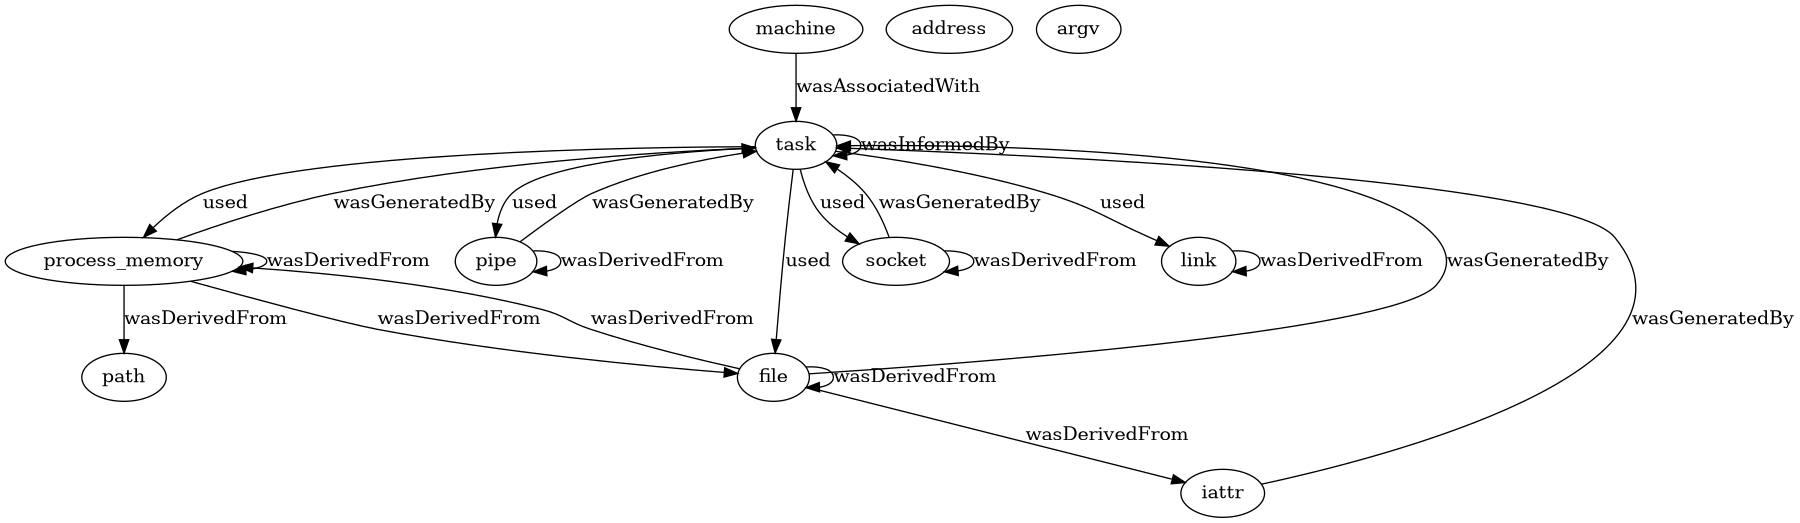 machine
address
argv
wasAssociatedWith
task
wasInformedBy
used
wasGeneratedBy
used
wasGeneratedBy
used
wasGeneratedBy
used
process_memory
wasDerivedFrom
pipe
wasDerivedFrom
used
socket
wasDerivedFrom
link
wasDerivedFrom
wasGeneratedBy
wasDerivedFrom
wasDerivedFrom
wasDerivedFrom
wasGeneratedBy
path
file
wasDerivedFrom
wasDerivedFrom
iattr